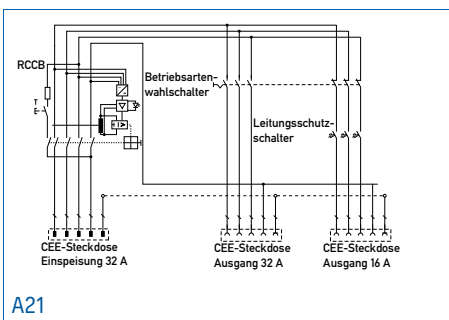 RCCB
T
Betriebsarten-
wahlschalter
Leitungsschutz-
schalter
CEE-Steckdose
Einspeisung 32 A
CEE-Steckdose
Ausgang 32 A
CEE-Steckdose
Ausgang 16 A
A21